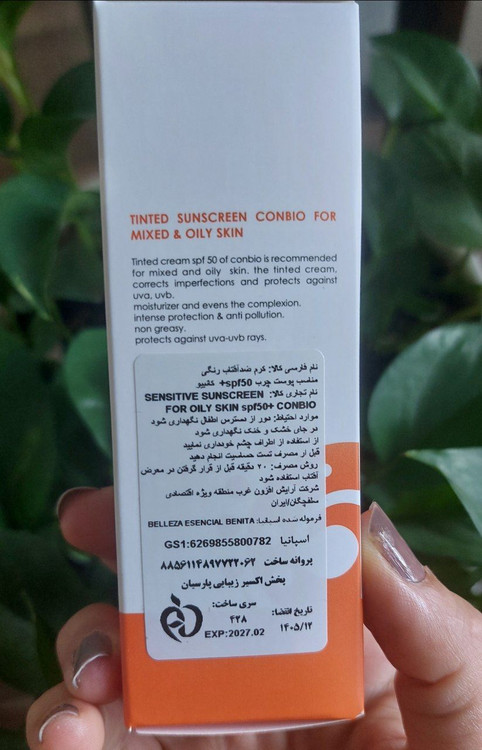 TINTED SUNSCREEN CONBIO FOR
MIXED & OILY SKIN
Tinted cream spf 50 of conbio is recommended
for mixed and oily skin. the tinted cream,
corrects imperfections and protects against
uva, uvb.
moisturizer and evens the complexion,
intense protection & anti pollution.
non greasy.
protects against uva-uvb rays.
نام فارسی کالا: کرم ضدآفتاب رنگی
مناسب پوست چرب spf50+ کانبیو
نام تجاری کالا: SENSITIVE SUNSCREEN
FOR OILY SKIN spf50+ CONBIO
موارد احتیاط: دور از دسترس اطفال نگهداری شود
در جای خشک و خنک نگهداری شود
از استفاده از اطراف چشم خودداری نمایید
قبل از مصرف تست حساسیت انجام دهید
روش مصرف: ۲۰ دقیقه قبل از قرار گرفتن در معرض
آفتاب استفاده شود
شرکت آرایش افزون غرب منطقه ویژه اقتصادی
سلفچگان/ایران
فرموله شده اسپانیا: BELLEZA ESENCIAL BENITA
اسپانیا GS1:6269855800782
پروانه ساخت ۸۸۵۶۱۱۴۸۹۷۷۳۲۰۶۲
پخش اکسیر زیبایی پارسیان
سری ساخت: تاریخ انقضا:
۴۲۸ ۱۴۰۵/۱۲
EXP:2027.02